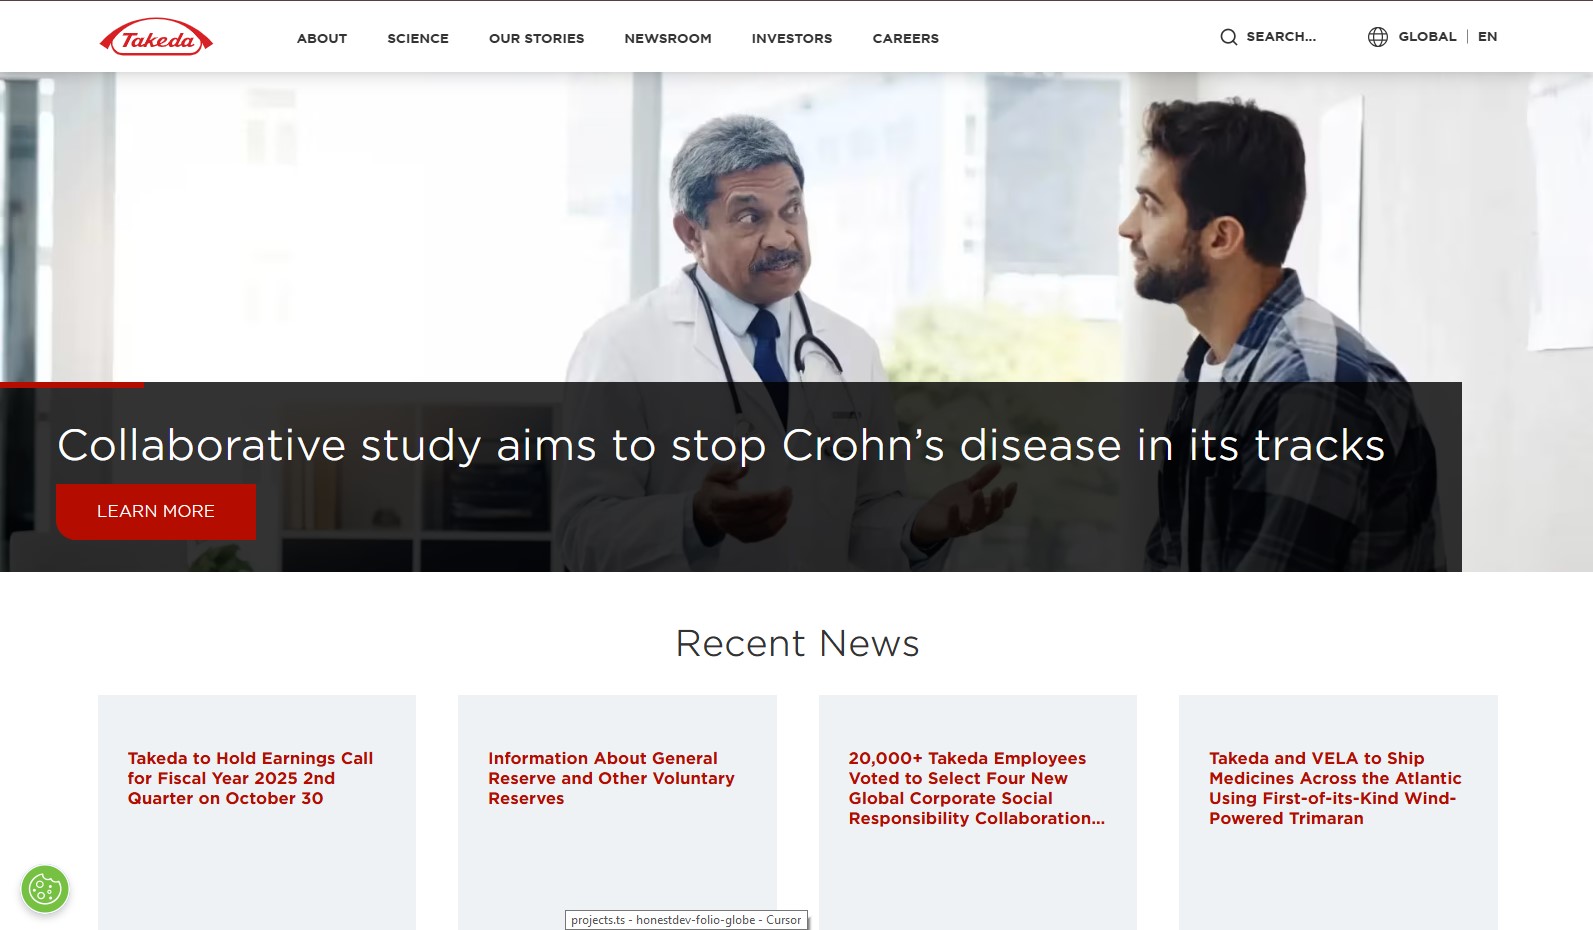 Takeda
ABOUT
SCIENCE
OUR STORIES
NEWSROOM
INVESTORS
CAREERS
SEARCH...
GLOBAL | EN
Collaborative study aims to stop Crohn’s disease in its tracks
LEARN MORE
Recent News
Takeda to Hold Earnings Call
for Fiscal Year 2025 2nd
Quarter on October 30
Information About General
Reserve and Other Voluntary
Reserves
20,000+ Takeda Employees
Voted to Select Four New
Global Corporate Social
Responsibility Collaboration...
Takeda and VELA to Ship
Medicines Across the Atlantic
Using First-of-its-Kind Wind-
Powered Trimaran
projects.ts - honestdev-folio-globe - Cursor